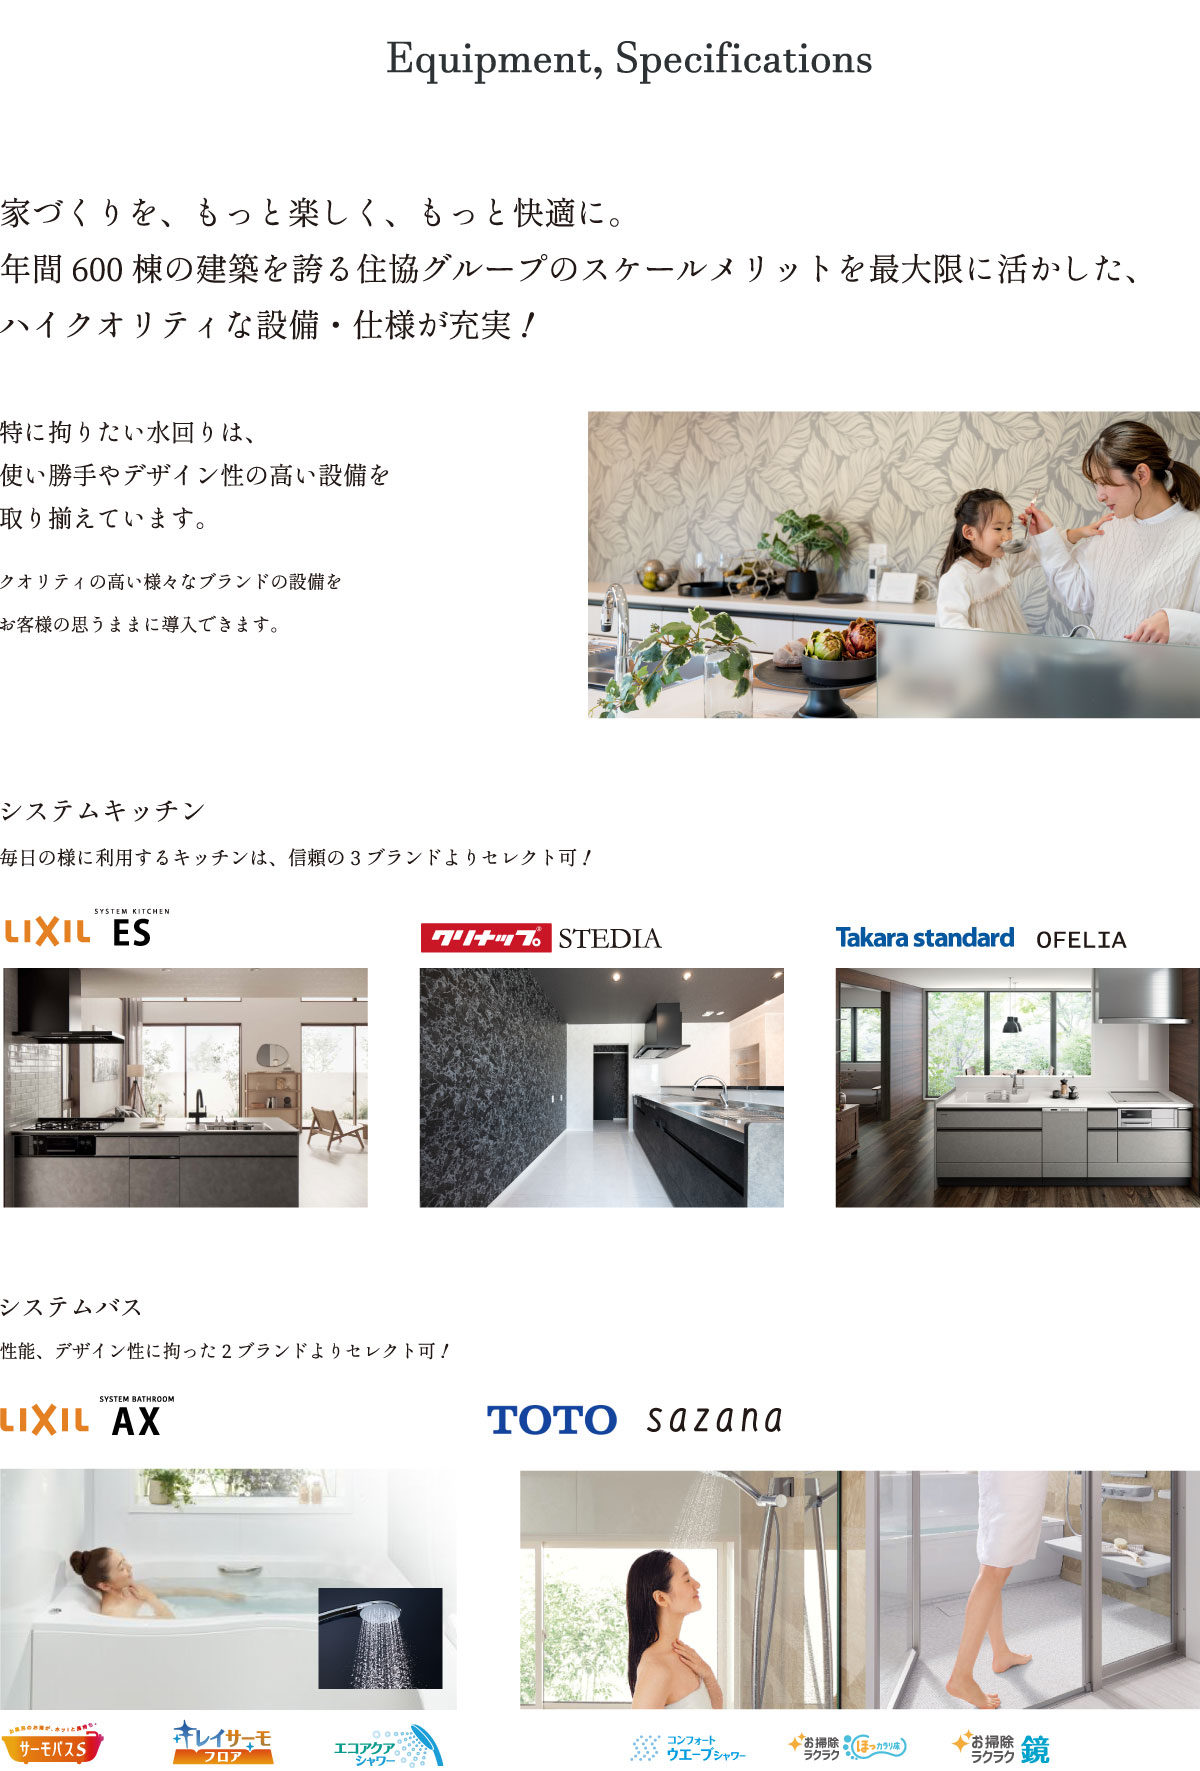 Equipment, Specifications
家づくりを、もっと楽しく、もっと快適に。
年間 600 棟の建築を誇る住協グループのスケールメリットを最大限に活かした、
ハイクオリティな設備・仕様が充実！
特に拘りたい水回りは、
使い勝手やデザイン性の高い設備を
取り揃えています。
クオリティの高い様々なブランドの設備を
お客様の思うままに導入できます。
システムキッチン
毎日の様に利用するキッチンは、信頼の 3 ブランドよりセレクト可！
LIXIL SYSTEM KITCHEN ES
クリナップ STEDIA
Takara standard OFELIA
システムバス
性能、デザイン性に拘った 2 ブランドよりセレクト可！
LIXIL SYSTEM BATHROOM AX
TOTO sazana
サーモバスS
キレイサーモ
フロア
エコアクア
シャワー
コンフォート
ウエーブシャワー
お掃除
ラクラク
ほっカラリ床
お掃除
ラクラク 鏡